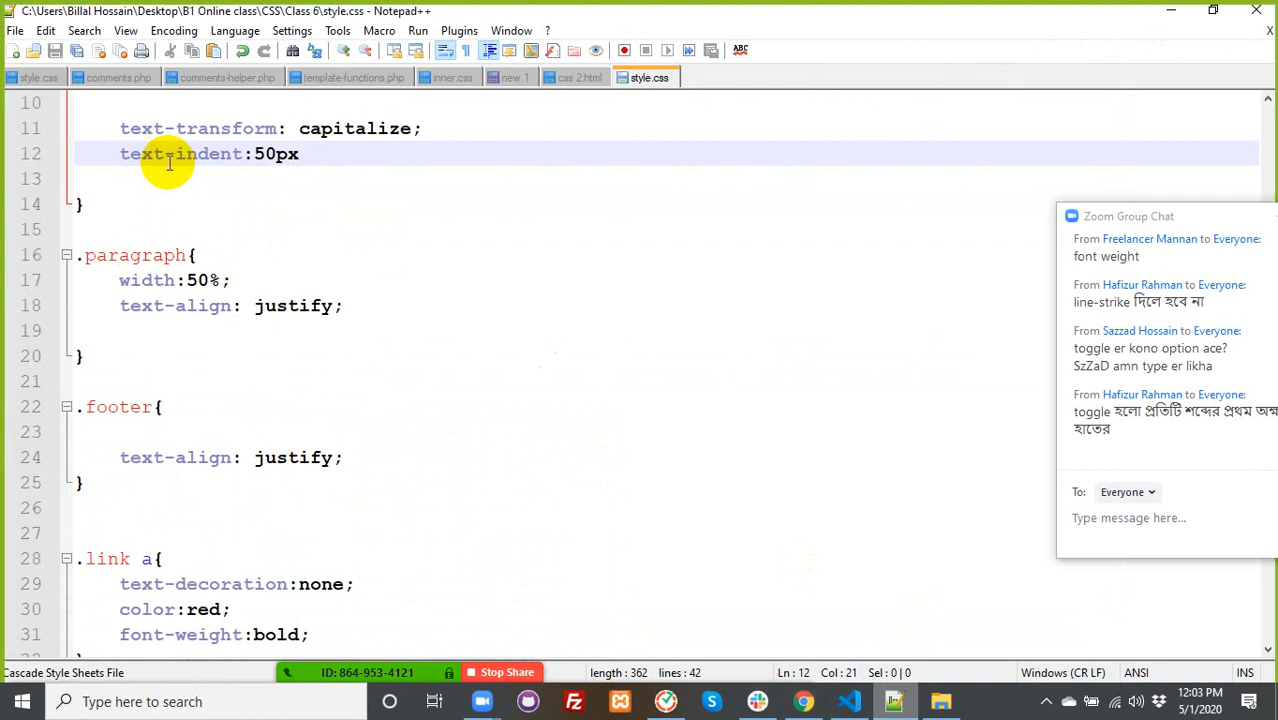 C:\Users\Billal Hossain\Desktop\B1 Online class\CSS\Class 6\style.css - Notepad++
File Edit Search View Encoding Language Settings Tools Macro Run Plugins Window ? X
style.css comments.php comments-helper.php template-functions.php inner.css new 1 css 2.html style.css
10
11 text-transform: capitalize;
12 text-indent:50px
13
14 }
15
16 .paragraph{
17 width:50%;
18 text-align: justify;
19
20 }
21
22 .footer{
23
24 text-align: justify;
25 }
26
27
28 .link a{
29 text-decoration:none;
30 color:red;
31 font-weight:bold;
Zoom Group Chat
From Freelancer Mannan to Everyone:
font weight
From Hafizur Rahman to Everyone:
line-strike দিলে হবে না
From Sazzad Hossain to Everyone:
toggle er kono option ace?
SzZaD amn type er likha
From Hafizur Rahman to Everyone:
toggle হলো প্রতিটি শব্দের প্রথম অক্ষ
হাতের
To: Everyone
Type message here...
Cascade Style Sheets File ID: 864-953-4121 Stop Share length : 362 lines : 42 Ln : 12 Col : 21 Sel : 0 | 0 Windows (CR LF) ANSI INS
Type here to search
12:03 PM
5/1/2020